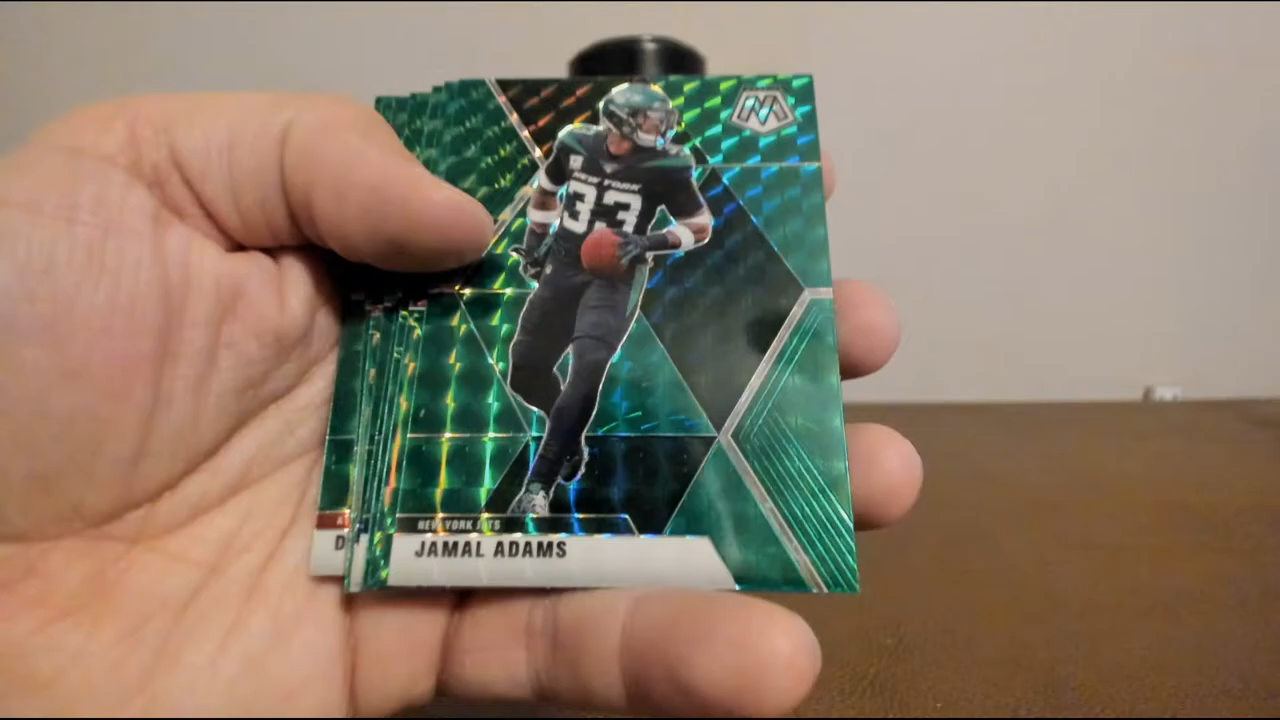 M
NEW YORK
33
NEW YORK JETS
JAMAL ADAMS
D